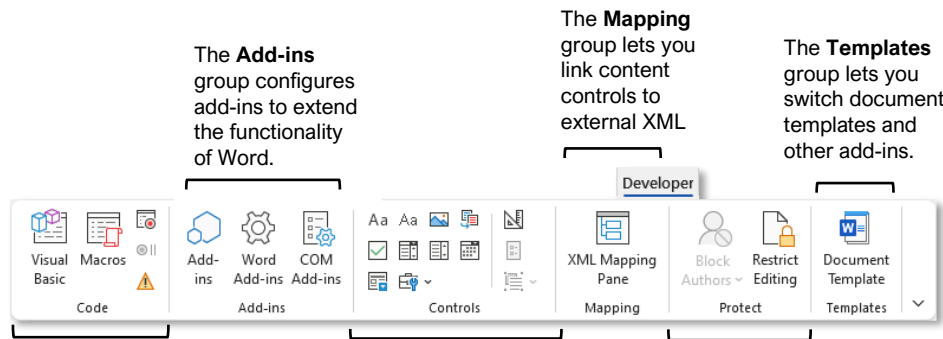 The Add-ins
group configures
add-ins to extend
the functionality
of Word.
The Mapping
group lets you
link content
controls to
external XML
The Templates
group lets you
switch document
templates and
other add-ins.
Developer
Visual
Basic
Macros
Code
Add-
ins
Word
Add-ins
COM
Add-ins
Add-ins
Aa Aa
Controls
XML Mapping
Pane
Mapping
Block
Authors
Restrict
Editing
Protect
Document
Template
Templates